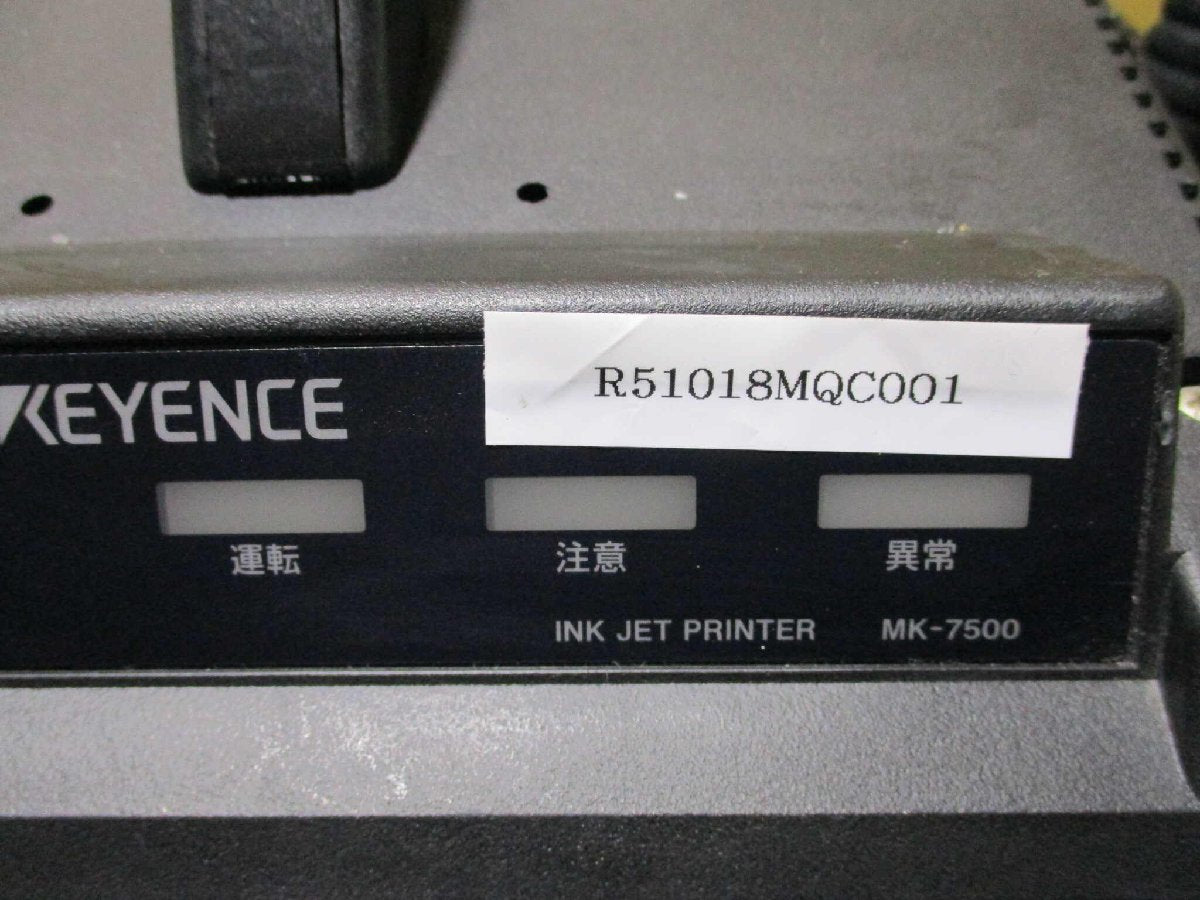 R51018MQC001
KEYENCE
運転 注意 異常
INK JET PRINTER MK-7500